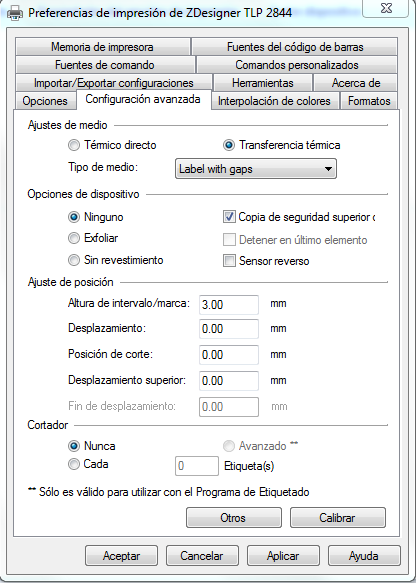 Preferencias de impresión de ZDesigner TLP 2844
Memoria de impresora
Fuentes del código de barras
Fuentes de comando
Comandos personalizados
Importar/Exportar configuraciones
Herramientas
Acerca de
Opciones
Configuración avanzada
Interpolación de colores
Formatos
Ajustes de medio
Térmico directo
Transferencia térmica
Tipo de medio:
Label with gaps
Opciones de dispositivo
Ninguno
Copia de seguridad superior
Exfoliar
Detener en último elemento
Sin revestimiento
Sensor reverso
Ajuste de posición
Altura de intervalo/marca: 3.00 mm
Desplazamiento: 0.00 mm
Posición de corte: 0.00 mm
Desplazamiento superior: 0.00 mm
Fin de desplazamiento: 0.00 mm
Cortador
Nunca
Avanzado **
Cada 0 Etiqueta(s)
** Sólo es válido para utilizar con el Programa de Etiquetado
Otros
Calibrar
Aceptar
Cancelar
Aplicar
Ayuda